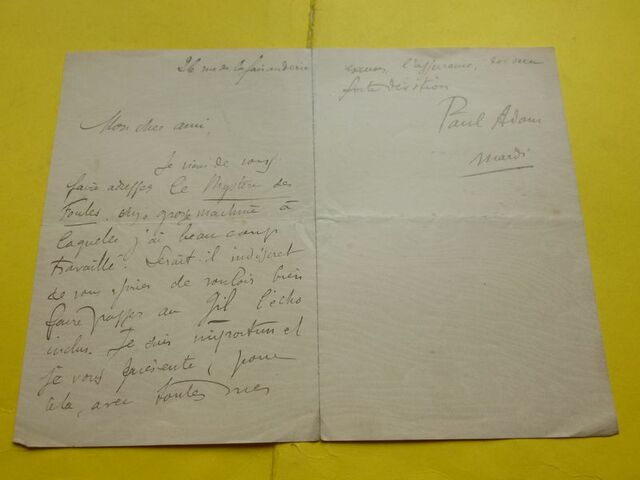 26 rue de la faisanderie
Mon cher ami
Je viens de vous
faire adresser Le Mystère des
Foules, une grosse machine à
laquelle j'ai beaucoup
travaillé. Serait il indiscret
de vous prier de vouloir bien
faire passer au Gil l'écho
inclus. Je suis importun et
je vous présente, pour
cela, avec toutes mes
excuses, l'assurance, de mon
forte
Paul Adam
mardi